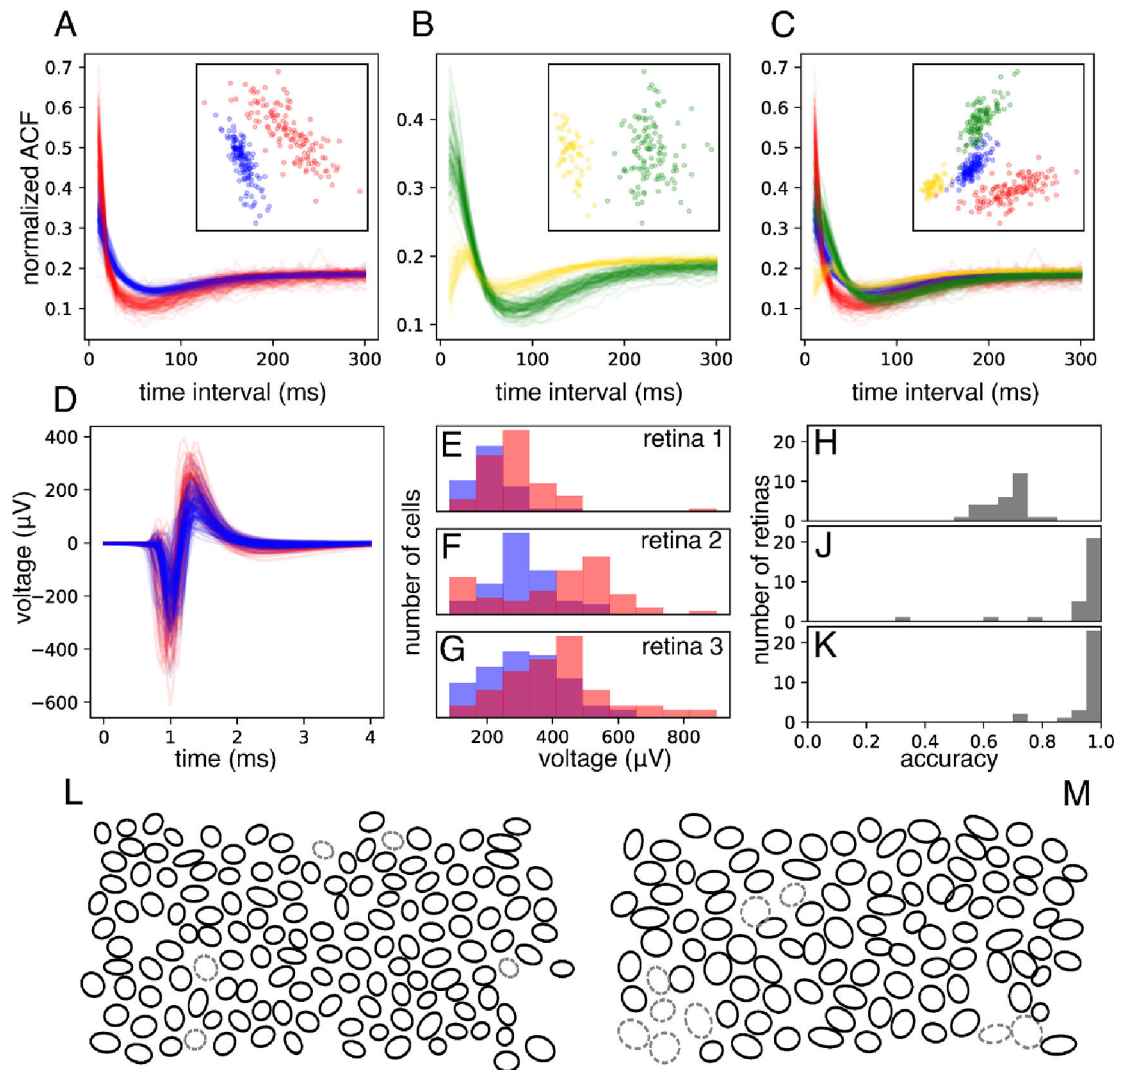 A
B
C
normalized ACF
0.7
0.6
0.5
0.4
0.3
0.2
0.1
0.4
0.3
0.2
0.1
0.7
0.6
0.5
0.4
0.3
0.2
0.1
0 100 200 300
0 100 200 300
0 100 200 300
time interval (ms)
time interval (ms)
time interval (ms)
D
voltage (μV)
400
200
0
−200
−400
−600
0 1 2 3 4
time (ms)
number of cells
E retina 1
F retina 2
G retina 3
200 400 600 800
voltage (μV)
number of retinas
H
20
10
0
J
20
10
0
K
20
10
0
0.0 0.2 0.4 0.6 0.8 1.0
accuracy
L
M